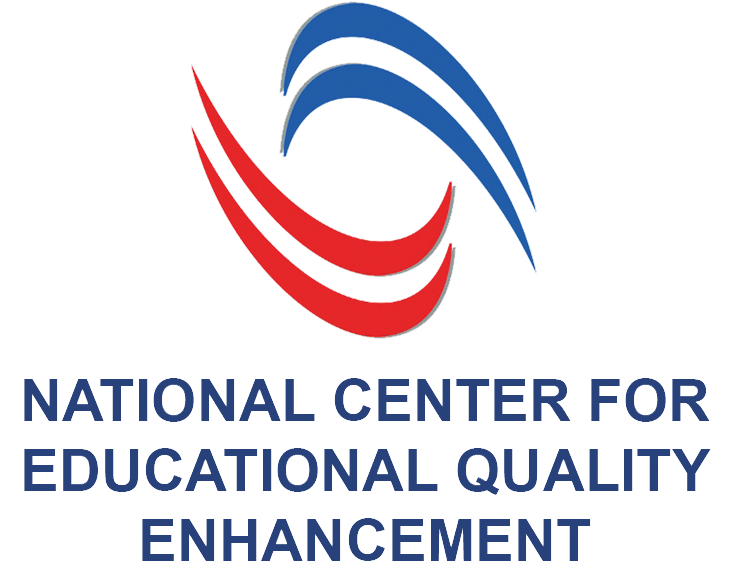 NATIONAL CENTER FOR
EDUCATIONAL QUALITY
ENHANCEMENT